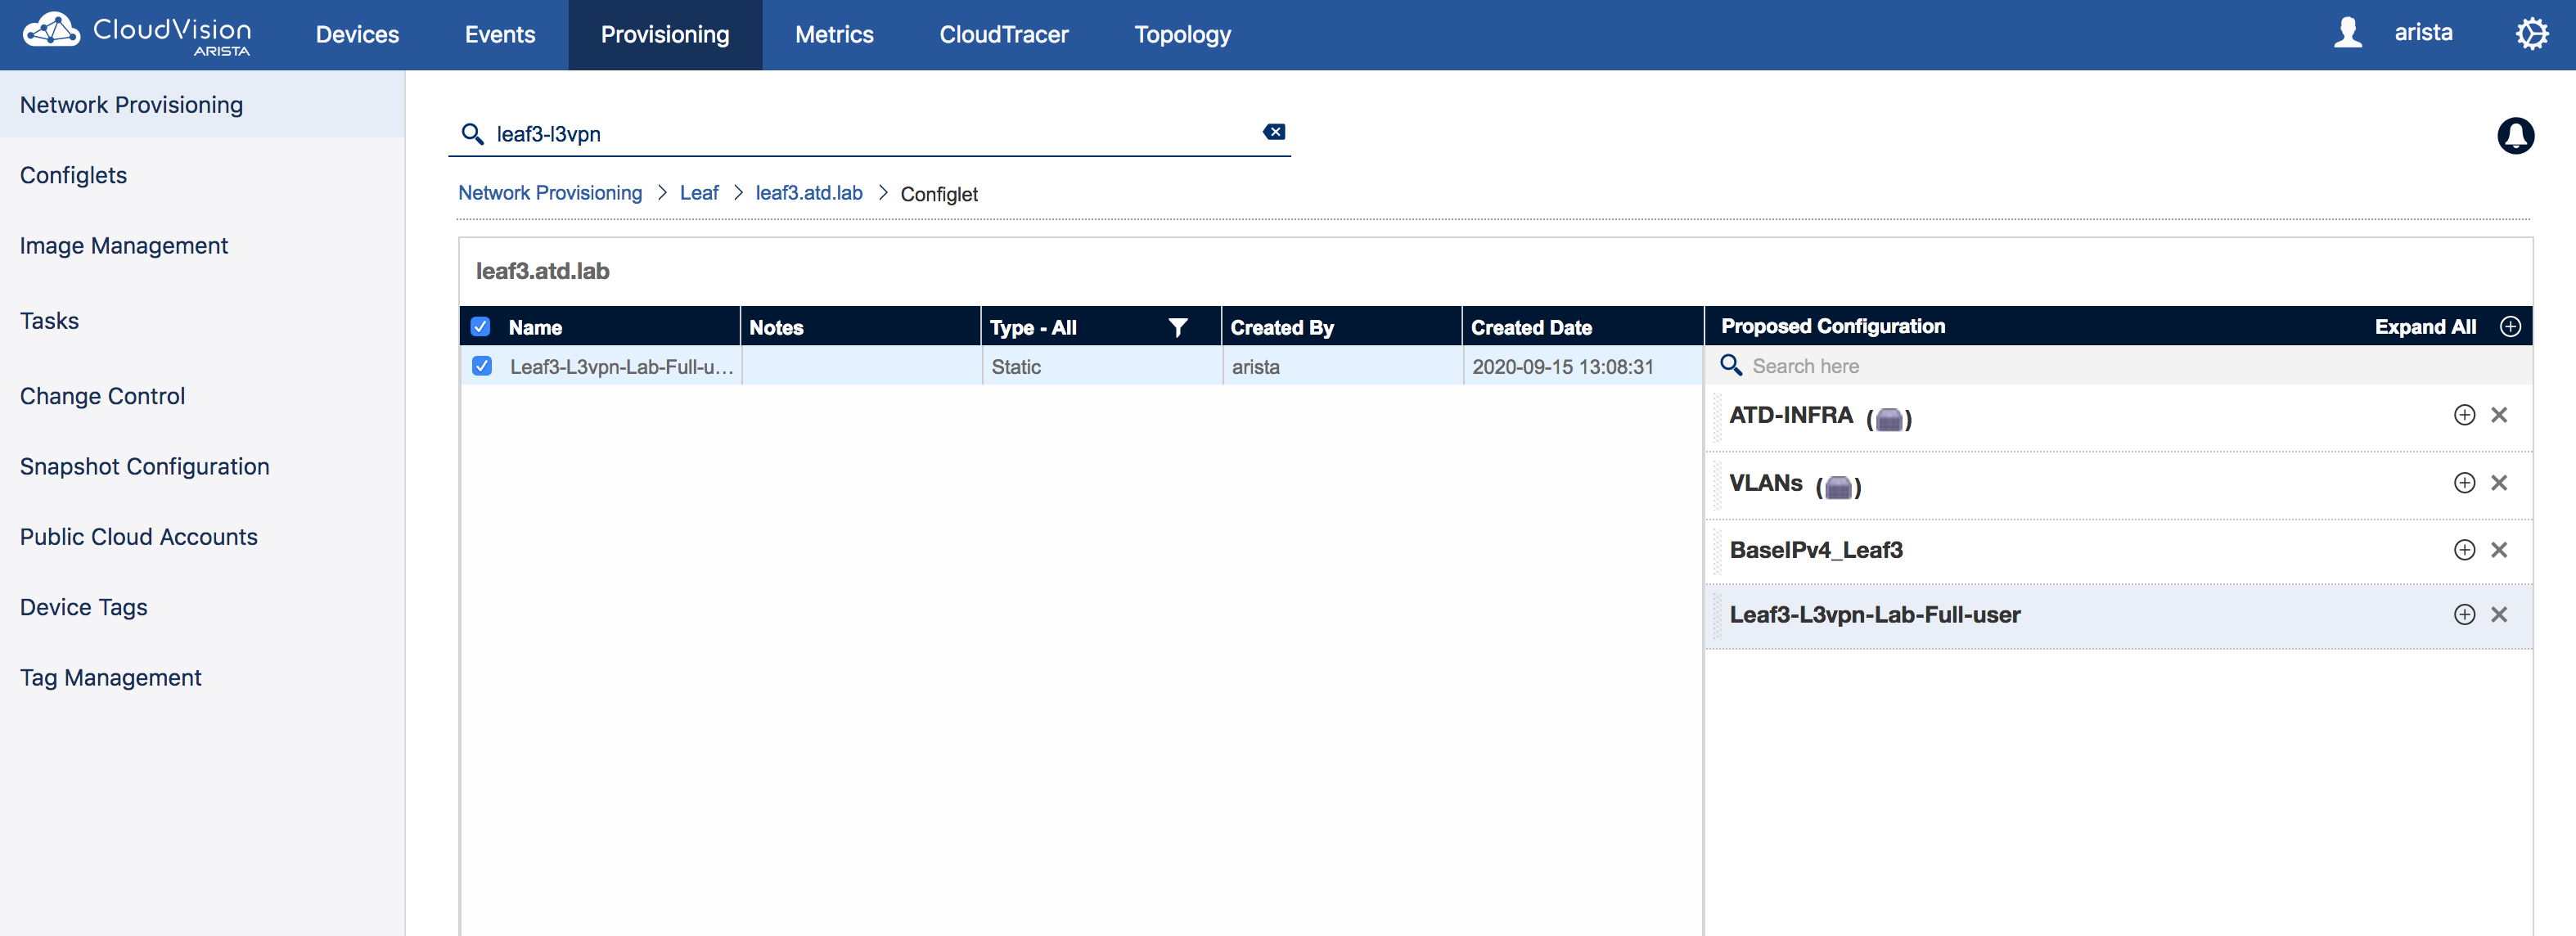 CloudVision
ARISTA
Devices
Events
Provisioning
Metrics
CloudTracer
Topology
arista
Network Provisioning
Configlets
Image Management
Tasks
Change Control
Snapshot Configuration
Public Cloud Accounts
Device Tags
Tag Management
leaf3-l3vpn
Network Provisioning > Leaf > leaf3.atd.lab > Configlet
leaf3.atd.lab
Name Notes Type - All Created By Created Date
Leaf3-L3vpn-Lab-Full-u... Static arista 2020-09-15 13:08:31
Proposed Configuration Expand All
Search here
ATD-INFRA ( )
VLANs ( )
BaseIPv4_Leaf3
Leaf3-L3vpn-Lab-Full-user